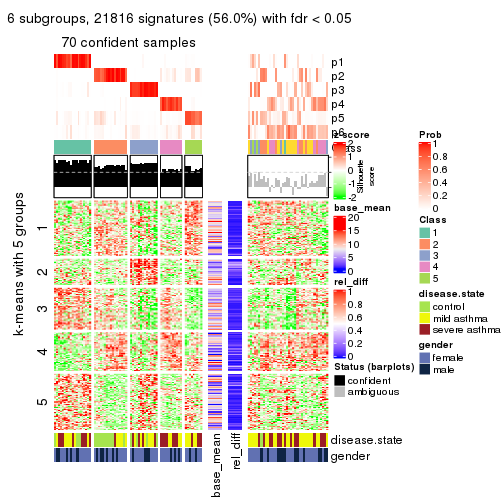 6 subgroups, 21816 signatures (56.0%) with fdr < 0.05
70 confident samples
p1
p2
p3
p4
p5
p6
Class
Silhouette
score
k-means with 5 groups
1
2
3
4
5
base_mean
rel_diff
disease.state
gender
z-score
2
1
0
-1
-2
base_mean
20
15
10
5
0
rel_diff
1
0.8
0.6
0.4
0.2
0
Status (barplots)
confident
ambiguous
Prob
1
0.8
0.6
0.4
0.2
0
Class
1
2
3
4
5
disease.state
control
mild asthma
severe asthma
gender
female
male